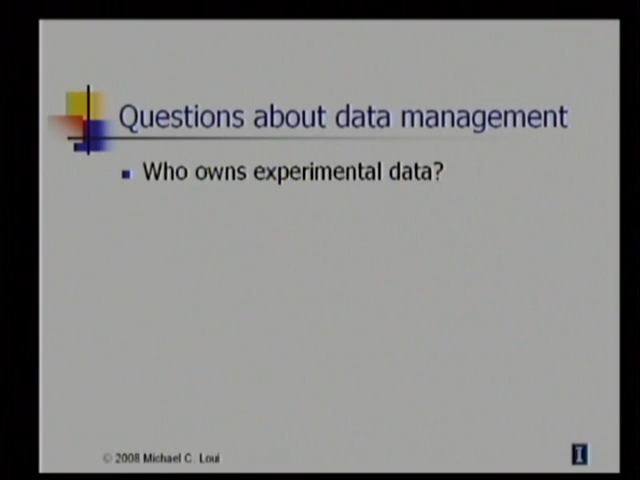 Questions about data management
Who owns experimental data?
© 2008 Michael C. Loui
I